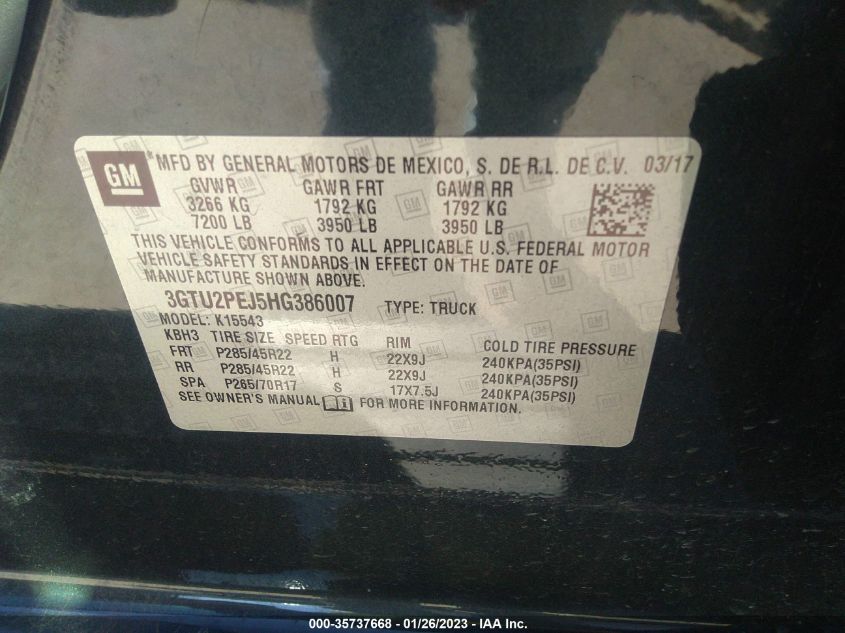 GM * MFD BY GENERAL MOTORS DE MEXICO, S. DE R.L. DE C.V. 03/17
GVWR GAWR FRT GAWR RR
3266 KG 1792 KG 1792 KG
7200 LB 3950 LB 3950 LB
THIS VEHICLE CONFORMS TO ALL APPLICABLE U.S. FEDERAL MOTOR
VEHICLE SAFETY STANDARDS IN EFFECT ON THE DATE OF
MANUFACTURE SHOWN ABOVE.
3GTU2PEJ5HG386007 TYPE: TRUCK
MODEL: K15543
KBH3 TIRE SIZE SPEED RTG RIM COLD TIRE PRESSURE
FRT P285/45R22 H 22X9J 240KPA(35PSI)
RR P285/45R22 H 22X9J 240KPA(35PSI)
SPA P265/70R17 S 17X7.5J 240KPA(35PSI)
SEE OWNER'S MANUAL FOR MORE INFORMATION.
000-35737668 - 01/26/2023 - IAA Inc.